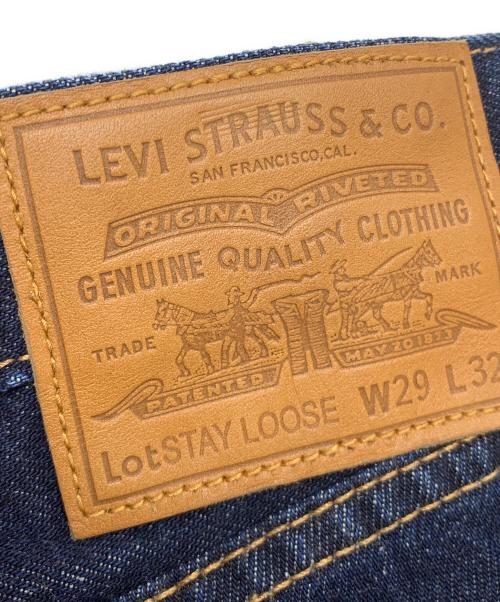 LEVI STRAUSS & CO.
SAN FRANCISCO, CAL.
ORIGINAL RIVETED
GENUINE QUALITY CLOTHING
TRADE MARK
PATENTED MAY 20 1873
Lot STAY LOOSE W29 L32